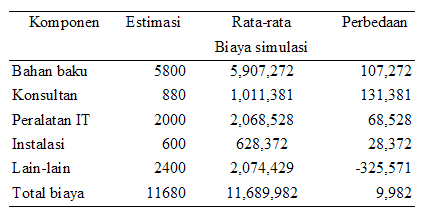 Komponen Estimasi Rata-rata Perbedaan
Biaya simulasi
Bahan baku 5800 5,907,272 107,272
Konsultan 880 1,011,381 131,381
Peralatan IT 2000 2,068,528 68,528
Instalasi 600 628,372 28,372
Lain-lain 2400 2,074,429 -325,571
Total biaya 11680 11,689,982 9,982